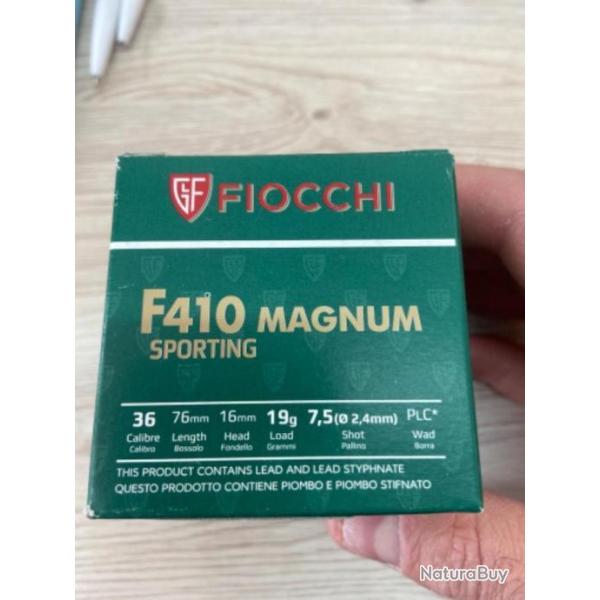 GLF FIOCCHI
F410 MAGNUM
SPORTING
36 76mm 16mm 19g 7,5(Ø 2,4mm) PLC*
Calibre Length Head Load Shot Wad
Calibro Bossolo Fondello Grammi Pallino Borra
THIS PRODUCT CONTAINS LEAD AND LEAD STYPHNATE
QUESTO PRODOTTO CONTIENE PIOMBO E PIOMBO STIFNATO
NaturaBuy